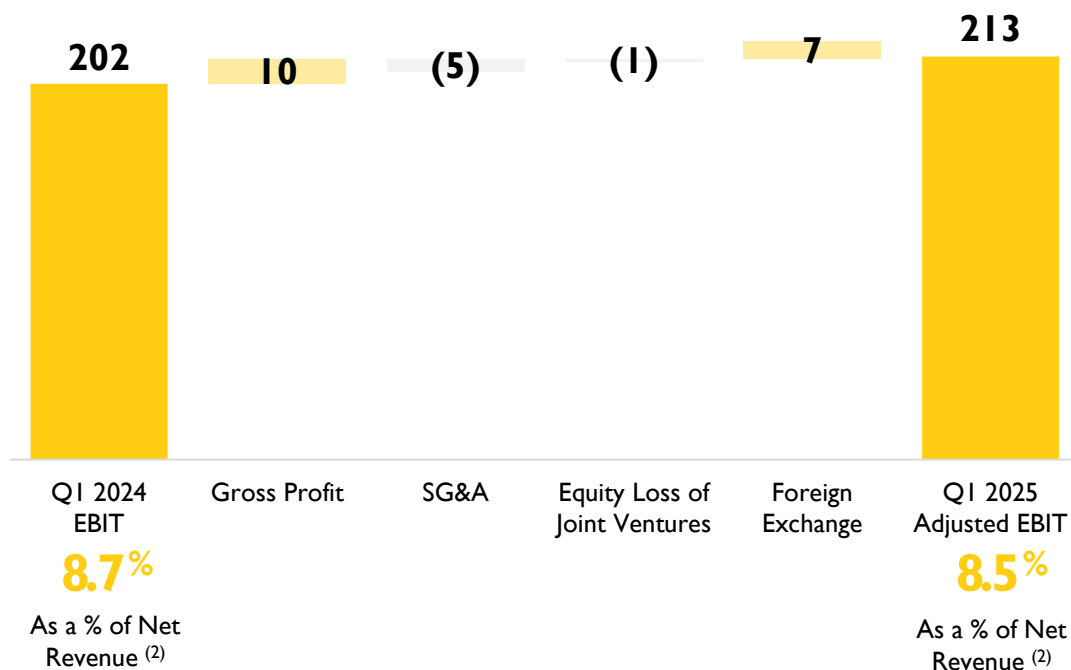 202
10
(5)
(1)
7
213
Q1 2024
EBIT
Gross Profit
SG&A
Equity Loss of
Joint Ventures
Foreign
Exchange
Q1 2025
Adjusted EBIT
8.7%
As a % of Net
Revenue (2)
8.5%
As a % of Net
Revenue (2)